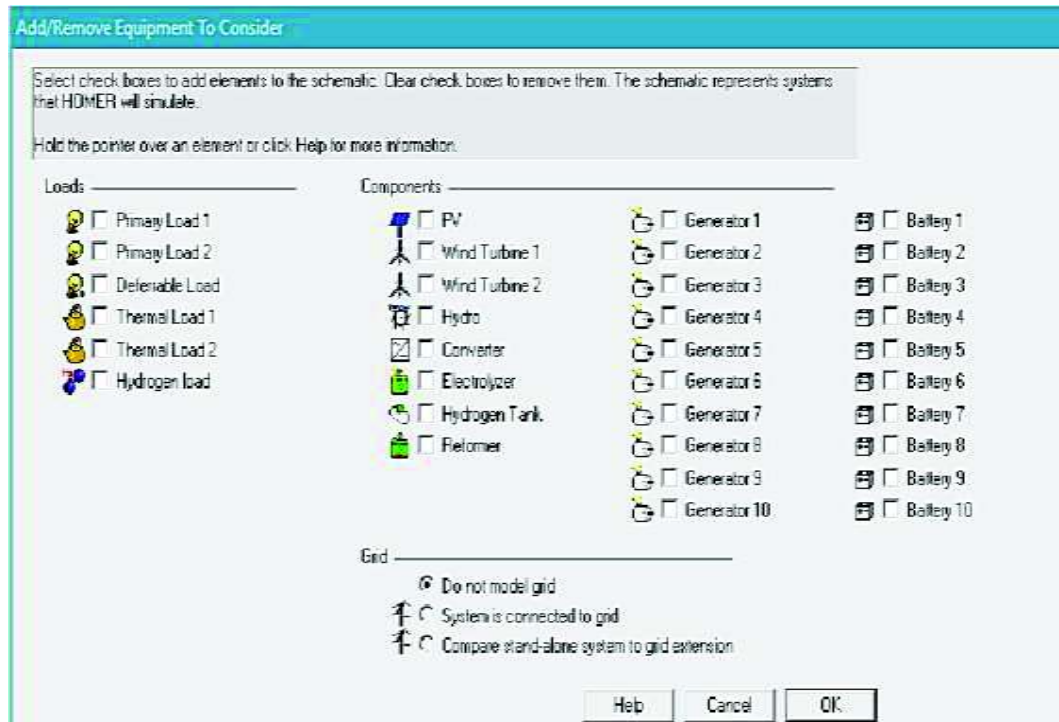 Add/Remove Equipment To Consider
Select check boxes to add elements to the schematic. Clear check boxes to remove them. The schematic represents systems
that HOMER will simulate.
Hold the pointer over an element or click Help for more information.
Loads
Primary Load 1
Primary Load 2
Deferrable Load
Thermal Load 1
Thermal Load 2
Hydrogen load
Components
PV
Wind Turbine 1
Wind Turbine 2
Hydro
Converter
Electrolyzer
Hydrogen Tank
Reformer
Generator 1
Generator 2
Generator 3
Generator 4
Generator 5
Generator 6
Generator 7
Generator 8
Generator 9
Generator 10
Battery 1
Battery 2
Battery 3
Battery 4
Battery 5
Battery 6
Battery 7
Battery 8
Battery 9
Battery 10
Grid
Do not model grid
System is connected to grid
Compare stand-alone system to grid extension
Help
Cancel
OK